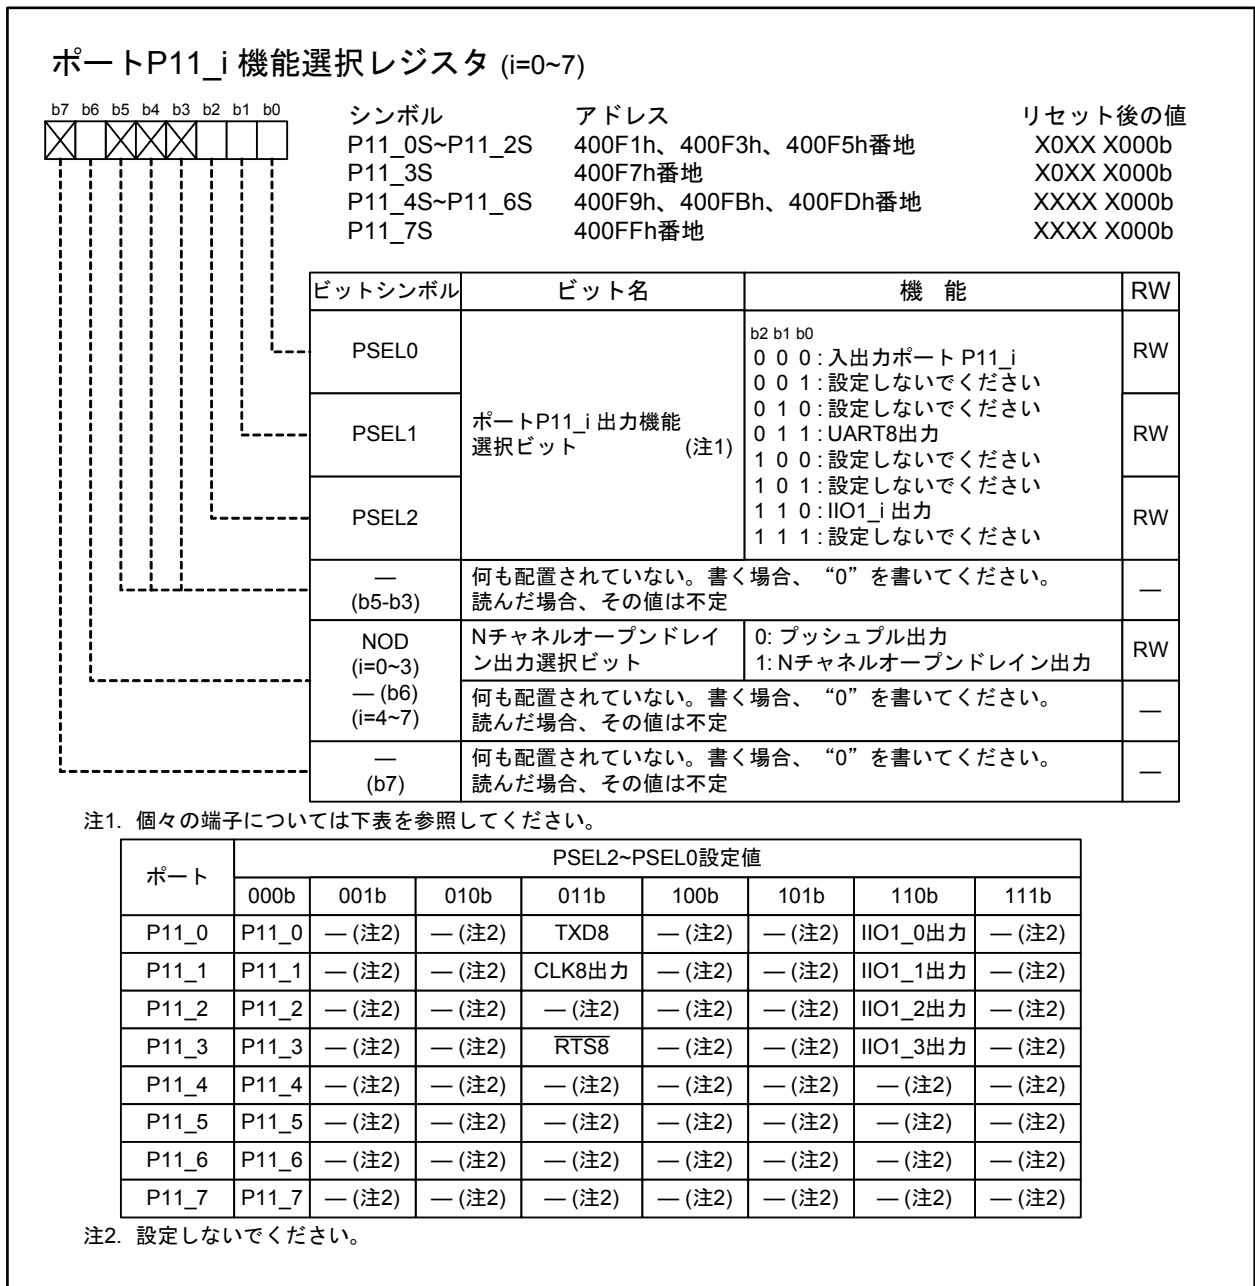 ポートP11_i 機能選択レジスタ (i=0~7)
b7 b6 b5 b4 b3 b2 b1 b0
シンボル アドレス リセット後の値
P11_0S~P11_2S 400F1h、400F3h、400F5h番地 X0XX X000b
P11_3S 400F7h番地 X0XX X000b
P11_4S~P11_6S 400F9h、400FBh、400FDh番地 XXXX X000b
P11_7S 400FFh番地 XXXX X000b
ビットシンボル ビット名 機 能 RW
PSEL0
PSEL1
PSEL2
ポートP11_i 出力機能
選択ビット (注1)
b2 b1 b0
0 0 0 : 入出力ポート P11_i
0 0 1 : 設定しないでください
0 1 0 : 設定しないでください
0 1 1 : UART8出力
1 0 0 : 設定しないでください
1 0 1 : 設定しないでください
1 1 0 : IIO1_i 出力
1 1 1 : 設定しないでください
RW
RW
RW
—
(b5-b3)
何も配置されていない。書く場合、“0”を書いてください。
読んだ場合、その値は不定
—
NOD
(i=0~3)
— (b6)
(i=4~7)
Nチャネルオープンドレイ
ン出力選択ビット
0: プッシュプル出力
1: Nチャネルオープンドレイン出力
RW
何も配置されていない。書く場合、“0”を書いてください。
読んだ場合、その値は不定
—
—
(b7)
何も配置されていない。書く場合、“0”を書いてください。
読んだ場合、その値は不定
—
注1. 個々の端子については下表を参照してください。
ポート PSEL2~PSEL0設定値
000b 001b 010b 011b 100b 101b 110b 111b
P11_0 P11_0 — (注2) — (注2) TXD8 — (注2) — (注2) IIO1_0出力 — (注2)
P11_1 P11_1 — (注2) — (注2) CLK8出力 — (注2) — (注2) IIO1_1出力 — (注2)
P11_2 P11_2 — (注2) — (注2) — (注2) — (注2) — (注2) IIO1_2出力 — (注2)
P11_3 P11_3 — (注2) — (注2) R̅T̅S̅8̅ — (注2) — (注2) IIO1_3出力 — (注2)
P11_4 P11_4 — (注2) — (注2) — (注2) — (注2) — (注2) — (注2) — (注2)
P11_5 P11_5 — (注2) — (注2) — (注2) — (注2) — (注2) — (注2) — (注2)
P11_6 P11_6 — (注2) — (注2) — (注2) — (注2) — (注2) — (注2) — (注2)
P11_7 P11_7 — (注2) — (注2) — (注2) — (注2) — (注2) — (注2) — (注2)
注2. 設定しないでください。